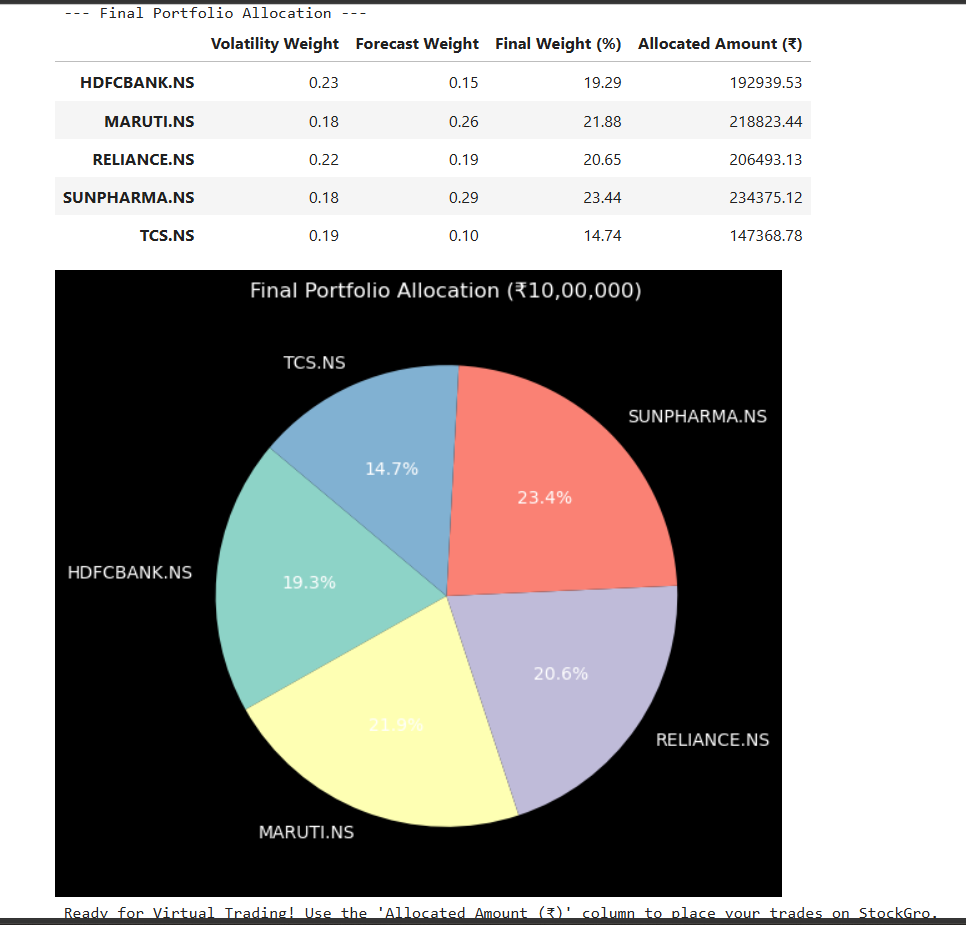 --- Final Portfolio Allocation ---
Volatility Weight Forecast Weight Final Weight (%) Allocated Amount (₹)
HDFCBANK.NS 0.23 0.15 19.29 192939.53
MARUTI.NS 0.18 0.26 21.88 218823.44
RELIANCE.NS 0.22 0.19 20.65 206493.13
SUNPHARMA.NS 0.18 0.29 23.44 234375.12
TCS.NS 0.19 0.10 14.74 147368.78
Final Portfolio Allocation (₹10,00,000)
TCS.NS
SUNPHARMA.NS
14.7%
23.4%
HDFCBANK.NS
19.3%
20.6%
21.9%
RELIANCE.NS
MARUTI.NS
Ready for Virtual Trading! Use the 'Allocated Amount (₹)' column to place your trades on StockGro.